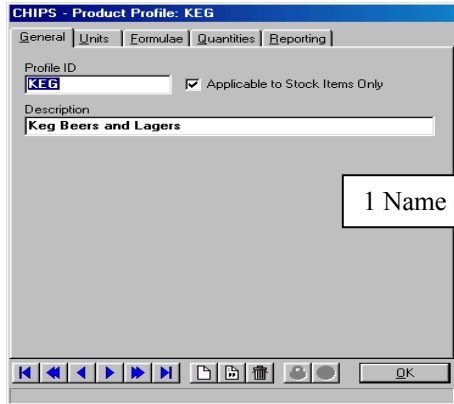 CHIPS - Product Profile: KEG
General Units Formulae Quantities Reporting
Profile ID
KEG Applicable to Stock Items Only
Description
Keg Beers and Lagers
1 Name
OK